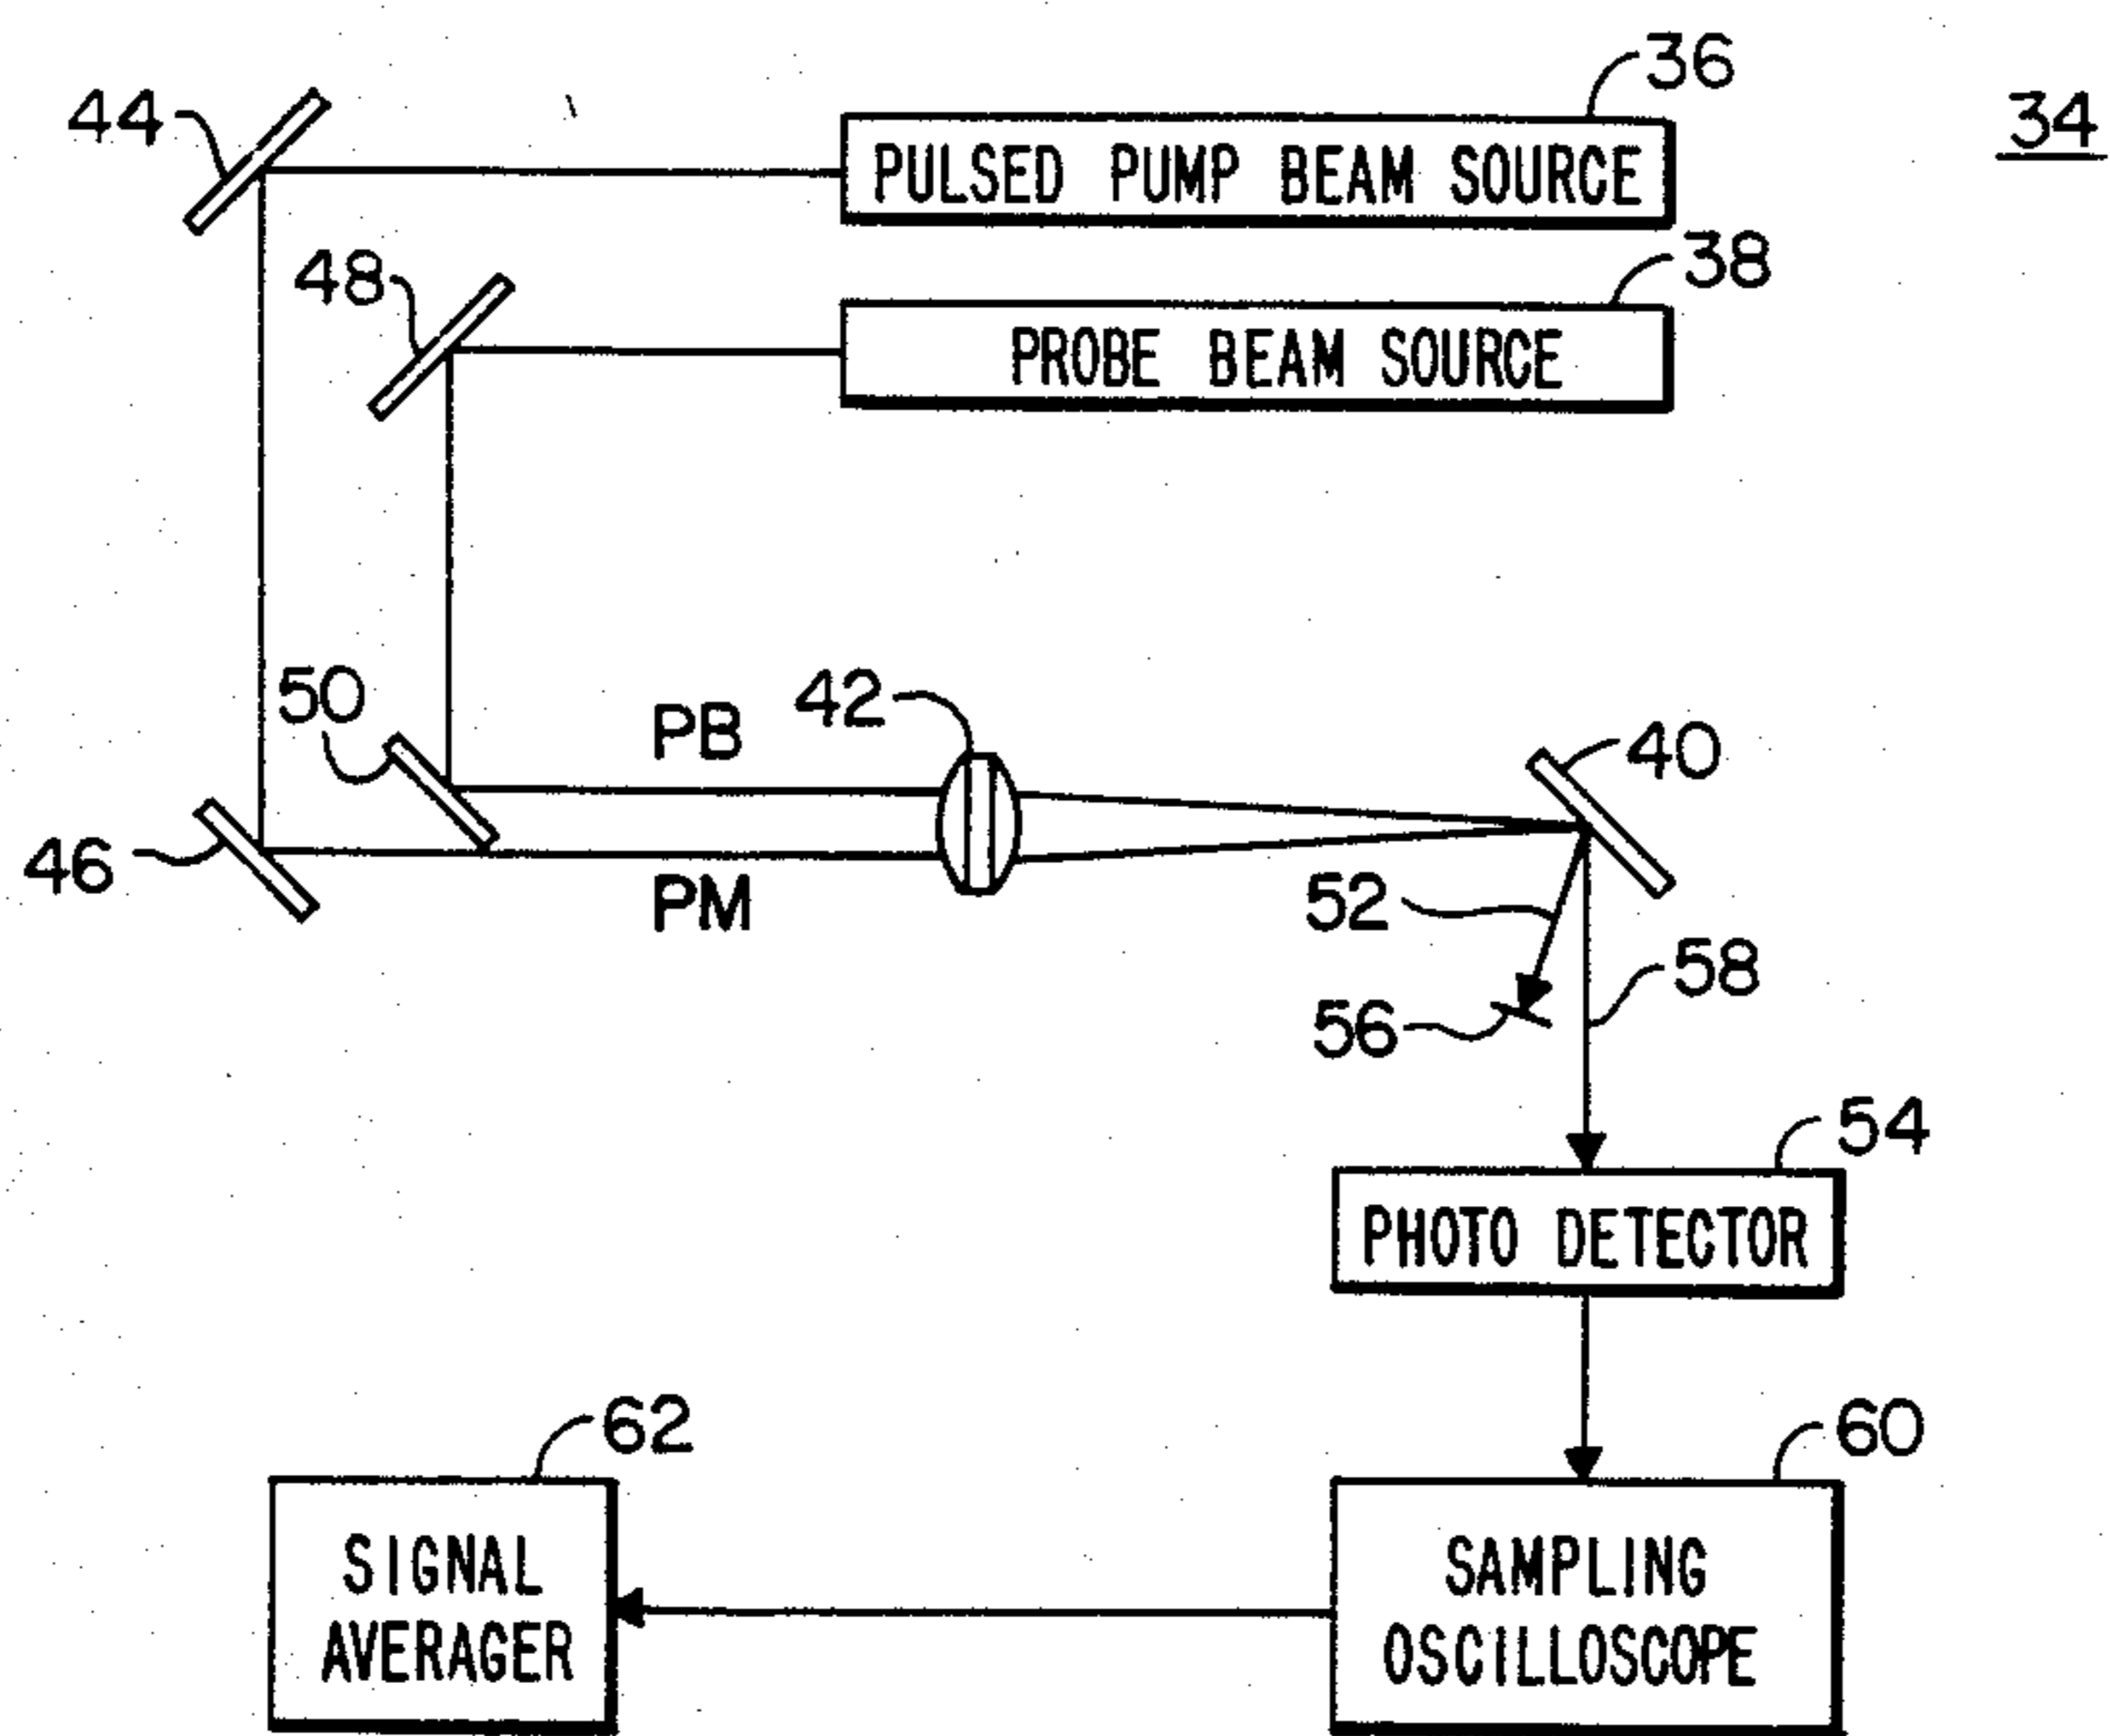 36
34
44
PULSED PUMP BEAM SOURCE
38
48
PROBE BEAM SOURCE
50
PB
42
40
46
PM
52
58
56
54
PHOTO DETECTOR
62
60
SIGNAL
AVERAGER
SAMPLING
OSCILLOSCOPE